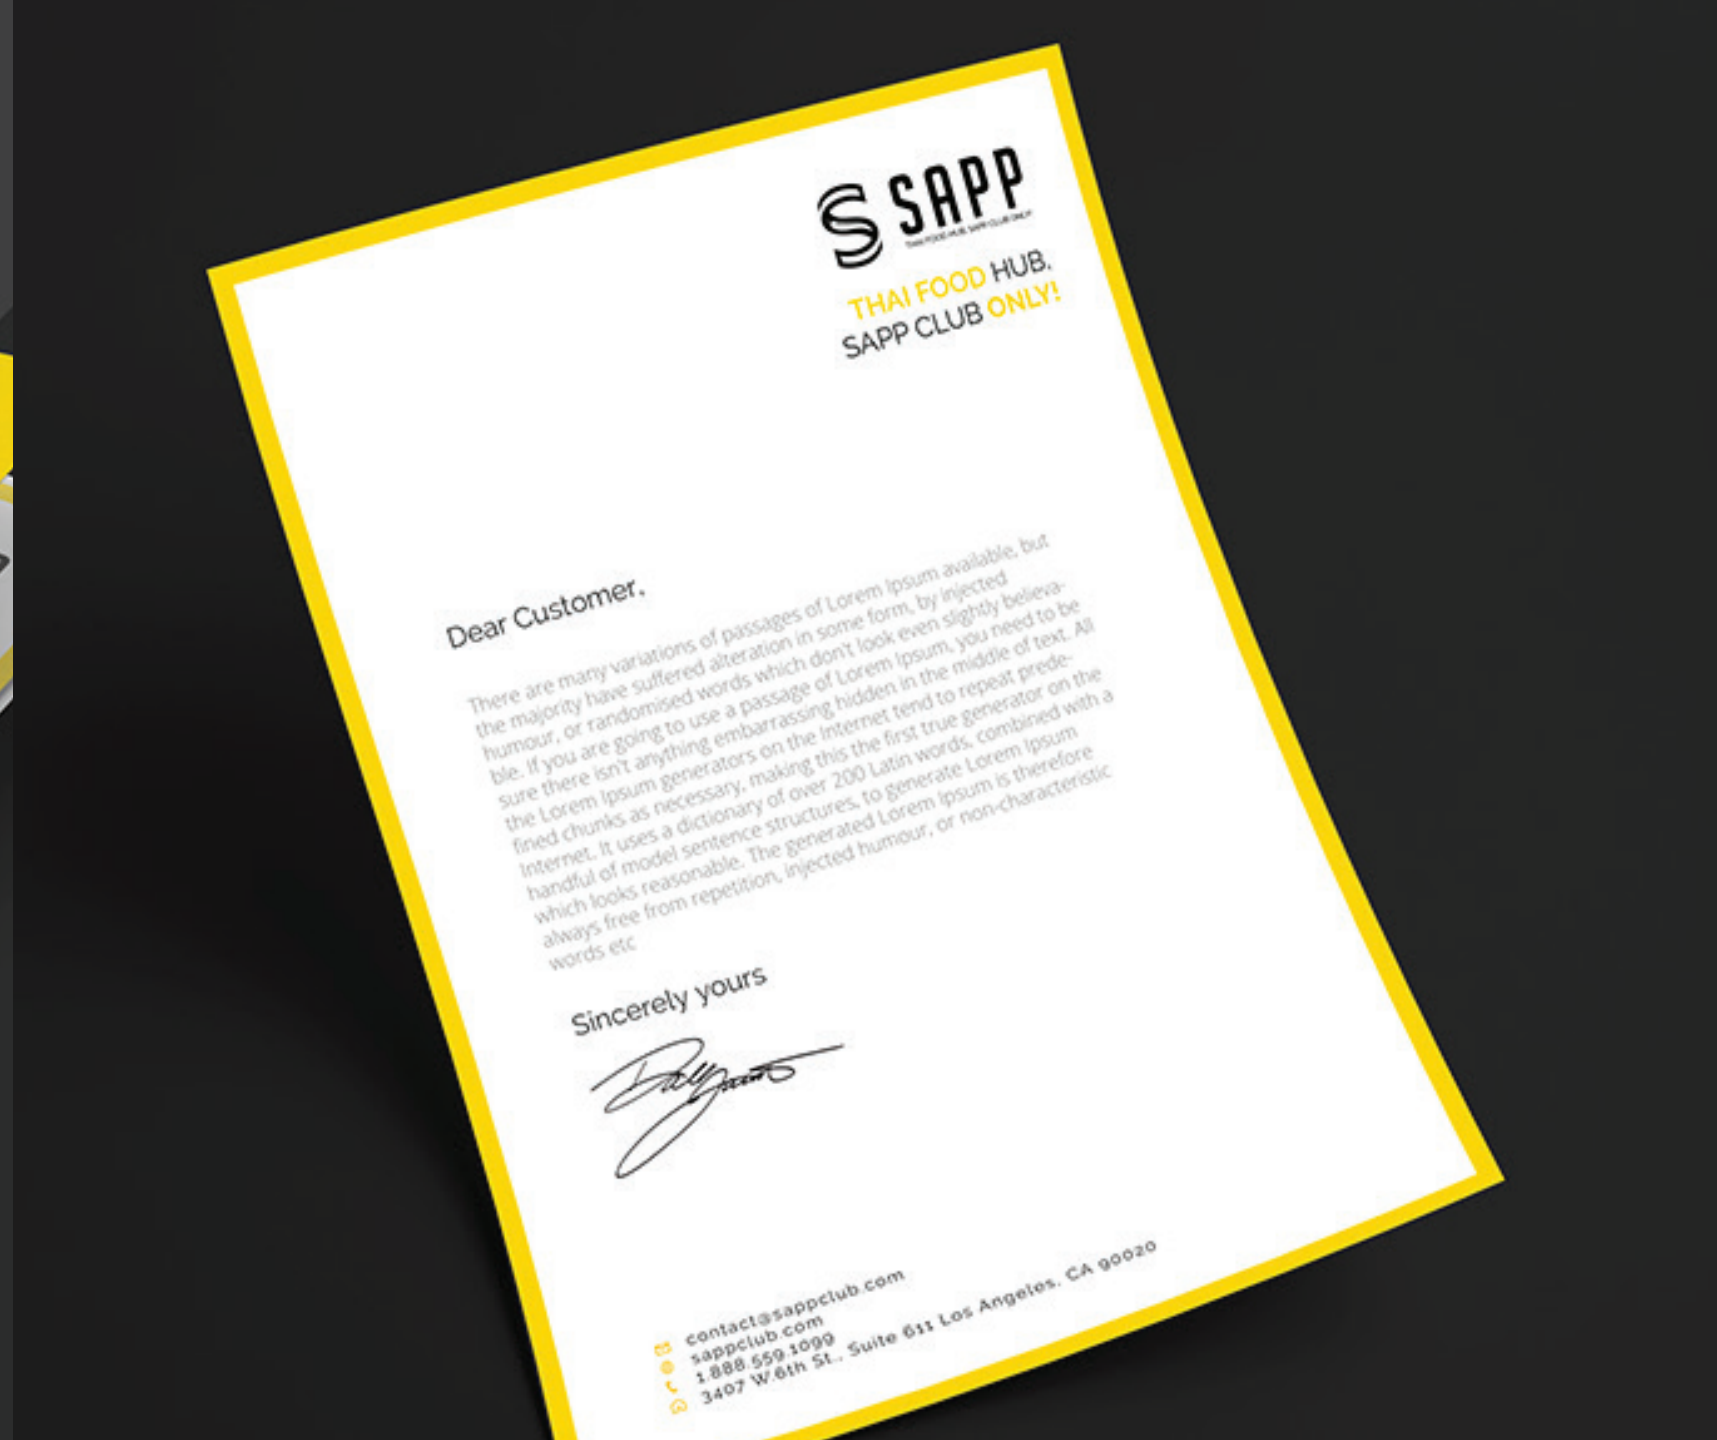 SAPP
THAI FOOD HUB. SAPP CLUB ONLY!
THAI FOOD HUB.
SAPP CLUB ONLY!
Dear Customer,
There are many variations of passages of Lorem Ipsum available, but
the majority have suffered alteration in some form, by injected
humour, or randomised words which don't look even slightly believa-
ble. If you are going to use a passage of Lorem Ipsum, you need to be
sure there isn't anything embarrassing hidden in the middle of text. All
the Lorem Ipsum generators on the Internet tend to repeat prede-
fined chunks as necessary, making this the first true generator on the
Internet. It uses a dictionary of over 200 Latin words, combined with a
handful of model sentence structures, to generate Lorem Ipsum
which looks reasonable. The generated Lorem Ipsum is therefore
always free from repetition, injected humour, or non-characteristic
words etc
Sincerely yours
contact@sappclub.com
sappclub.com
1.888.559.1099
3407 W.6th St., Suite 611 Los Angeles, CA 90020